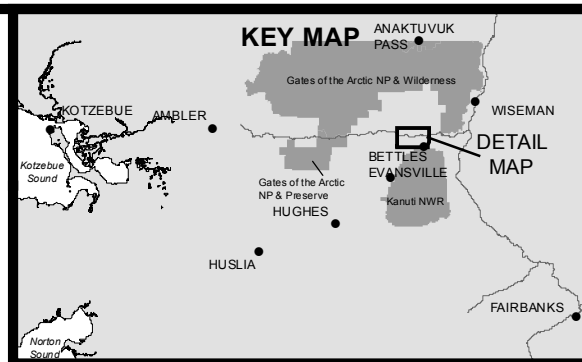 KEY MAP
ANAKTUVUK
PASS
Gates of the Arctic NP & Wilderness
KOTZEBUE
AMBLER
WISEMAN
Kotzebue
Sound
DETAIL
MAP
BETTLES
EVANSVILLE
Gates of the Arctic
NP & Preserve
Kanuti NWR
HUGHES
HUSLIA
FAIRBANKS
Norton
Sound